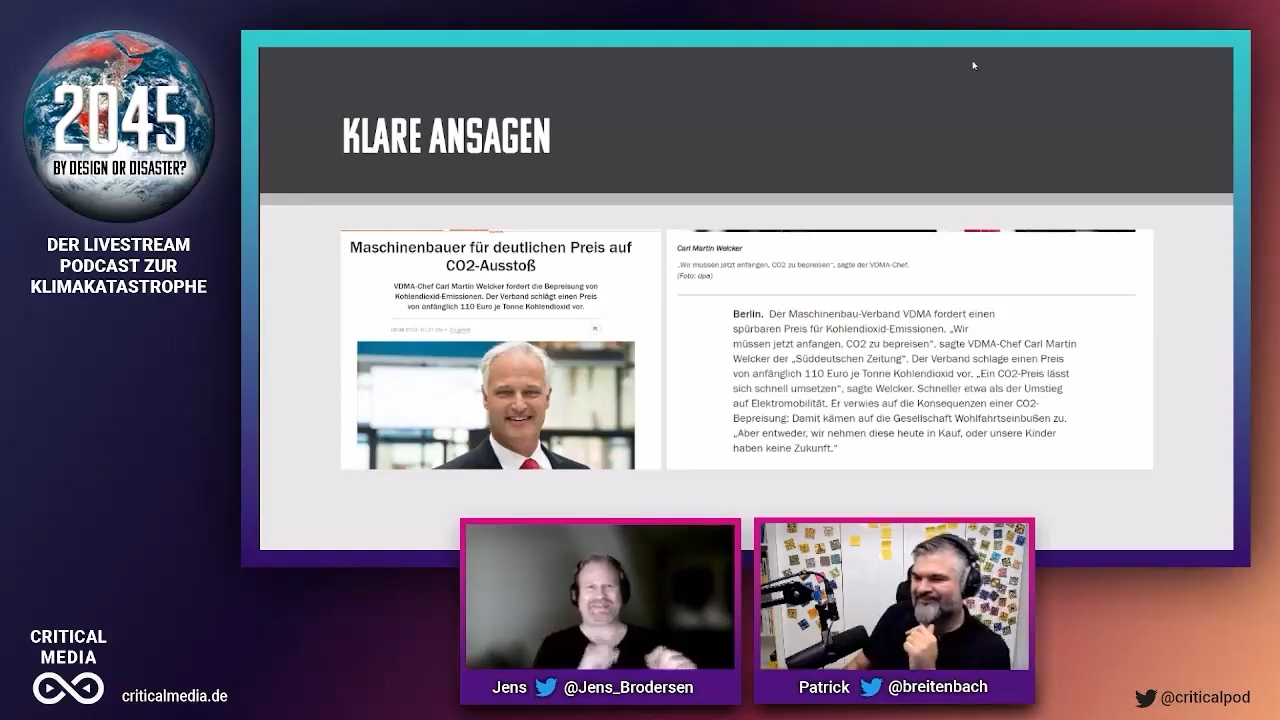 2045
BY DESIGN OR DISASTER?
DER LIVESTREAM
PODCAST ZUR
KLIMAKATASTROPHE
KLARE ANSAGEN
Maschinenbauer für deutlichen Preis auf
CO2-Ausstoß
VDMA-Chef Carl Martin Welcker fordert die Bepreisung von
Kohlendioxid-Emissionen. Der Verband schlägt einen Preis
von anfänglich 110 Euro je Tonne Kohlendioxid vor.
Carl Martin Welcker
„Wir müssen jetzt anfangen, CO2 zu bepreisen“, sagte der VDMA-Chef.
(Foto: dpa)
Berlin. Der Maschinenbau-Verband VDMA fordert einen
spürbaren Preis für Kohlendioxid-Emissionen. „Wir
müssen jetzt anfangen, CO2 zu bepreisen“, sagte VDMA-Chef Carl Martin
Welcker der „Süddeutschen Zeitung“. Der Verband schlage einen Preis
von anfänglich 110 Euro je Tonne Kohlendioxid vor. „Ein CO2-Preis lässt
sich schnell umsetzen“, sagte Welcker. Schneller etwa als der Umstieg
auf Elektromobilität. Er verwies auf die Konsequenzen einer CO2-
Bepreisung: Damit kämen auf die Gesellschaft Wohlfahrtseinbußen zu.
„Aber entweder, wir nehmen diese heute in Kauf, oder unsere Kinder
haben keine Zukunft.“
Jens @Jens_Brodersen
Patrick @breitenbach
CRITICAL
MEDIA
criticalmedia.de
@criticalpod